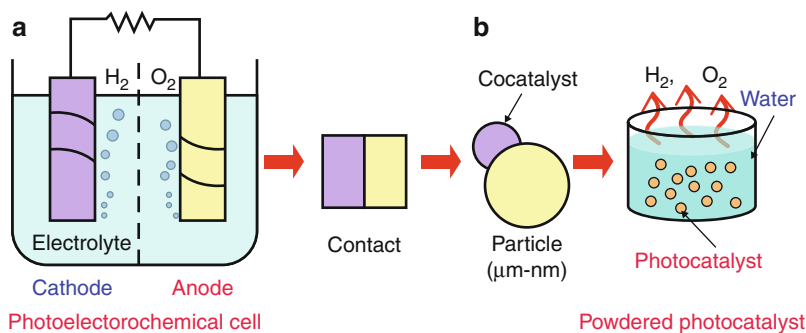 a
H2
O2
Electrolyte
Cathode
Anode
Photoelectorochemical cell
Contact
b
Cocatalyst
Particle
(μm-nm)
H2, O2
Water
Photocatalyst
Powdered photocatalyst